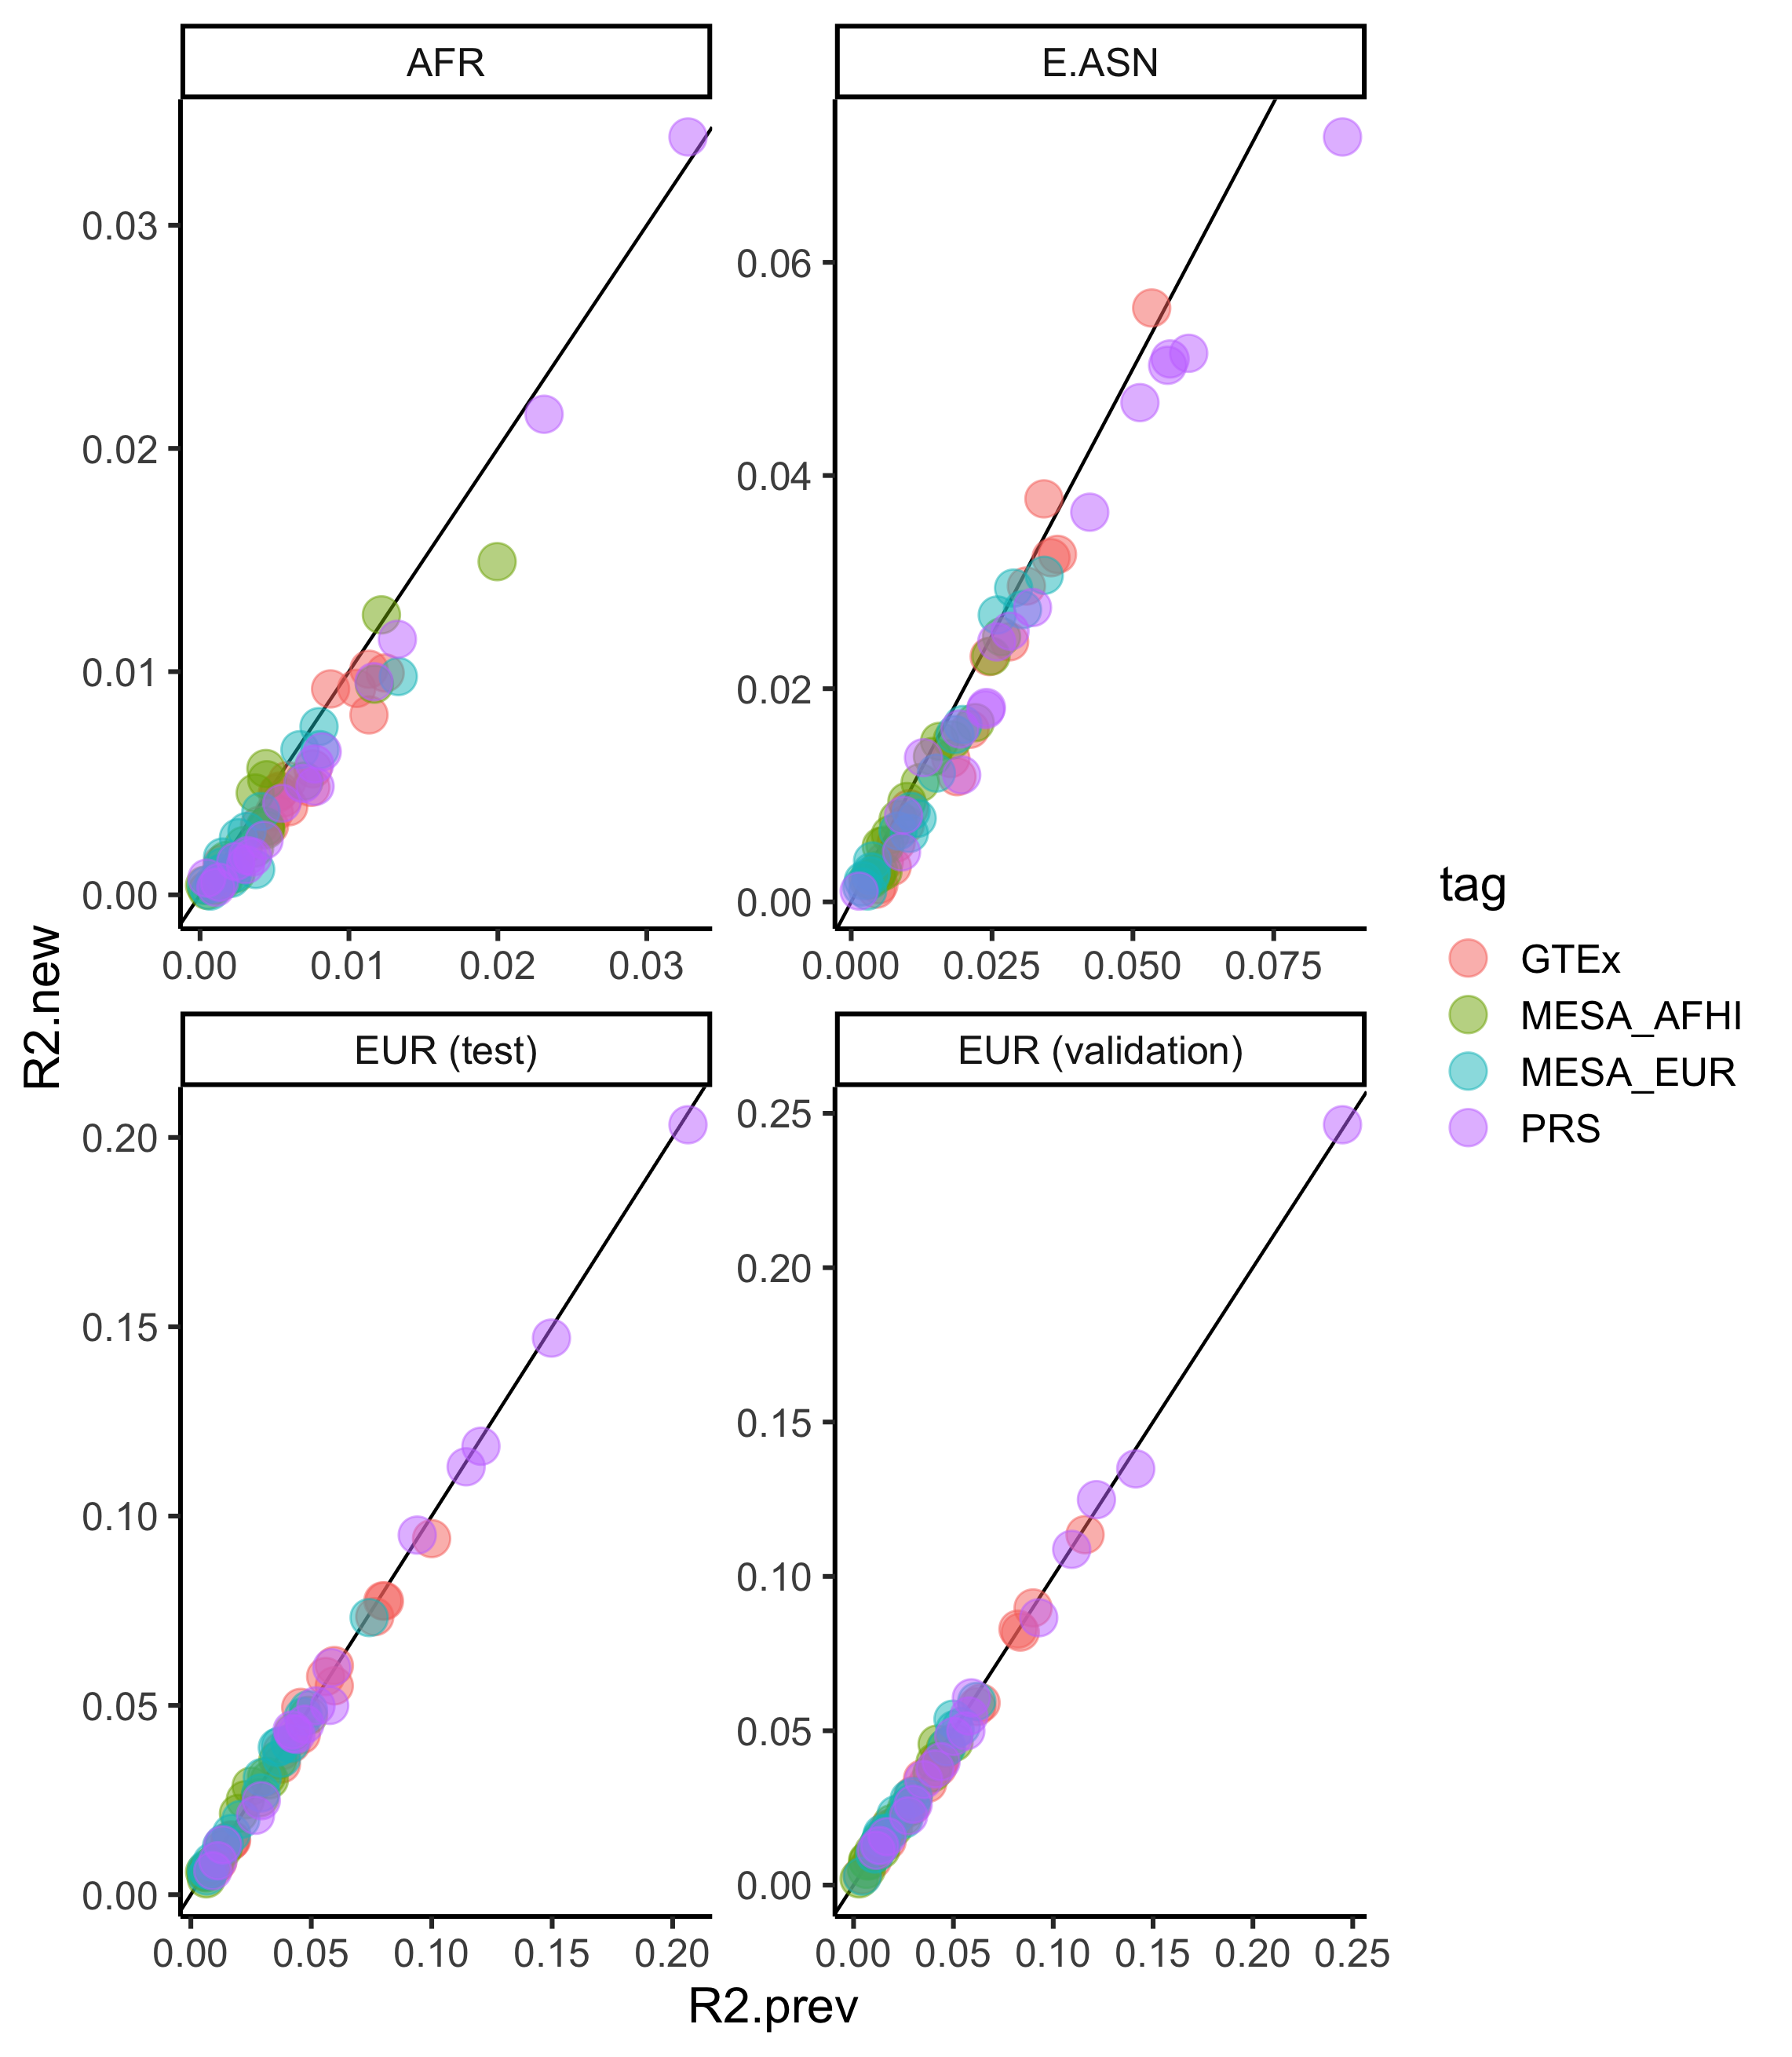 AFR
E.ASN
0.03
0.02
0.01
0.00
0.06
0.04
0.02
0.00
0.00 0.01 0.02 0.03
0.000 0.025 0.050 0.075
EUR (test)
EUR (validation)
0.20
0.15
0.10
0.05
0.00
0.25
0.20
0.15
0.10
0.05
0.00
0.00 0.05 0.10 0.15 0.20
0.00 0.05 0.10 0.15 0.20 0.25
R2.new
R2.prev
tag
GTEx
MESA_AFHI
MESA_EUR
PRS